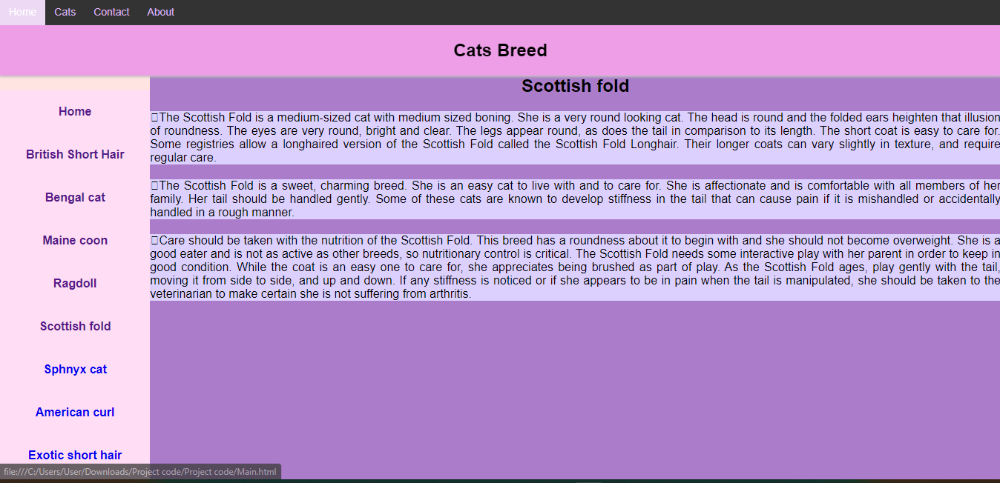 Home Cats Contact About
Cats Breed
Scottish fold
Home
British Short Hair
Bengal cat
Maine coon
Ragdoll
Scottish fold
Sphnyx cat
American curl
Exotic short hair
The Scottish Fold is a medium-sized cat with medium sized boning. She is a very round looking cat. The head is round and the folded ears heighten that illusion
of roundness. The eyes are very round, bright and clear. The legs appear round, as does the tail in comparison to its length. The short coat is easy to care for.
Some registries allow a longhaired version of the Scottish Fold called the Scottish Fold Longhair. Their longer coats can vary slightly in texture, and require
regular care.
The Scottish Fold is a sweet, charming breed. She is an easy cat to live with and to care for. She is affectionate and is comfortable with all members of her
family. Her tail should be handled gently. Some of these cats are known to develop stiffness in the tail that can cause pain if it is mishandled or accidentally
handled in a rough manner.
Care should be taken with the nutrition of the Scottish Fold. This breed has a roundness about it to begin with and she should not become overweight. She is a
good eater and is not as active as other breeds, so nutritionary control is critical. The Scottish Fold needs some interactive play with her parent in order to keep in
good condition. While the coat is an easy one to care for, she appreciates being brushed as part of play. As the Scottish Fold ages, play gently with the tail,
moving it from side to side, and up and down. If any stiffness is noticed or if she appears to be in pain when the tail is manipulated, she should be taken to the
veterinarian to make certain she is not suffering from arthritis.
file:///C:/Users/User/Downloads/Project code/Project code/Main.html